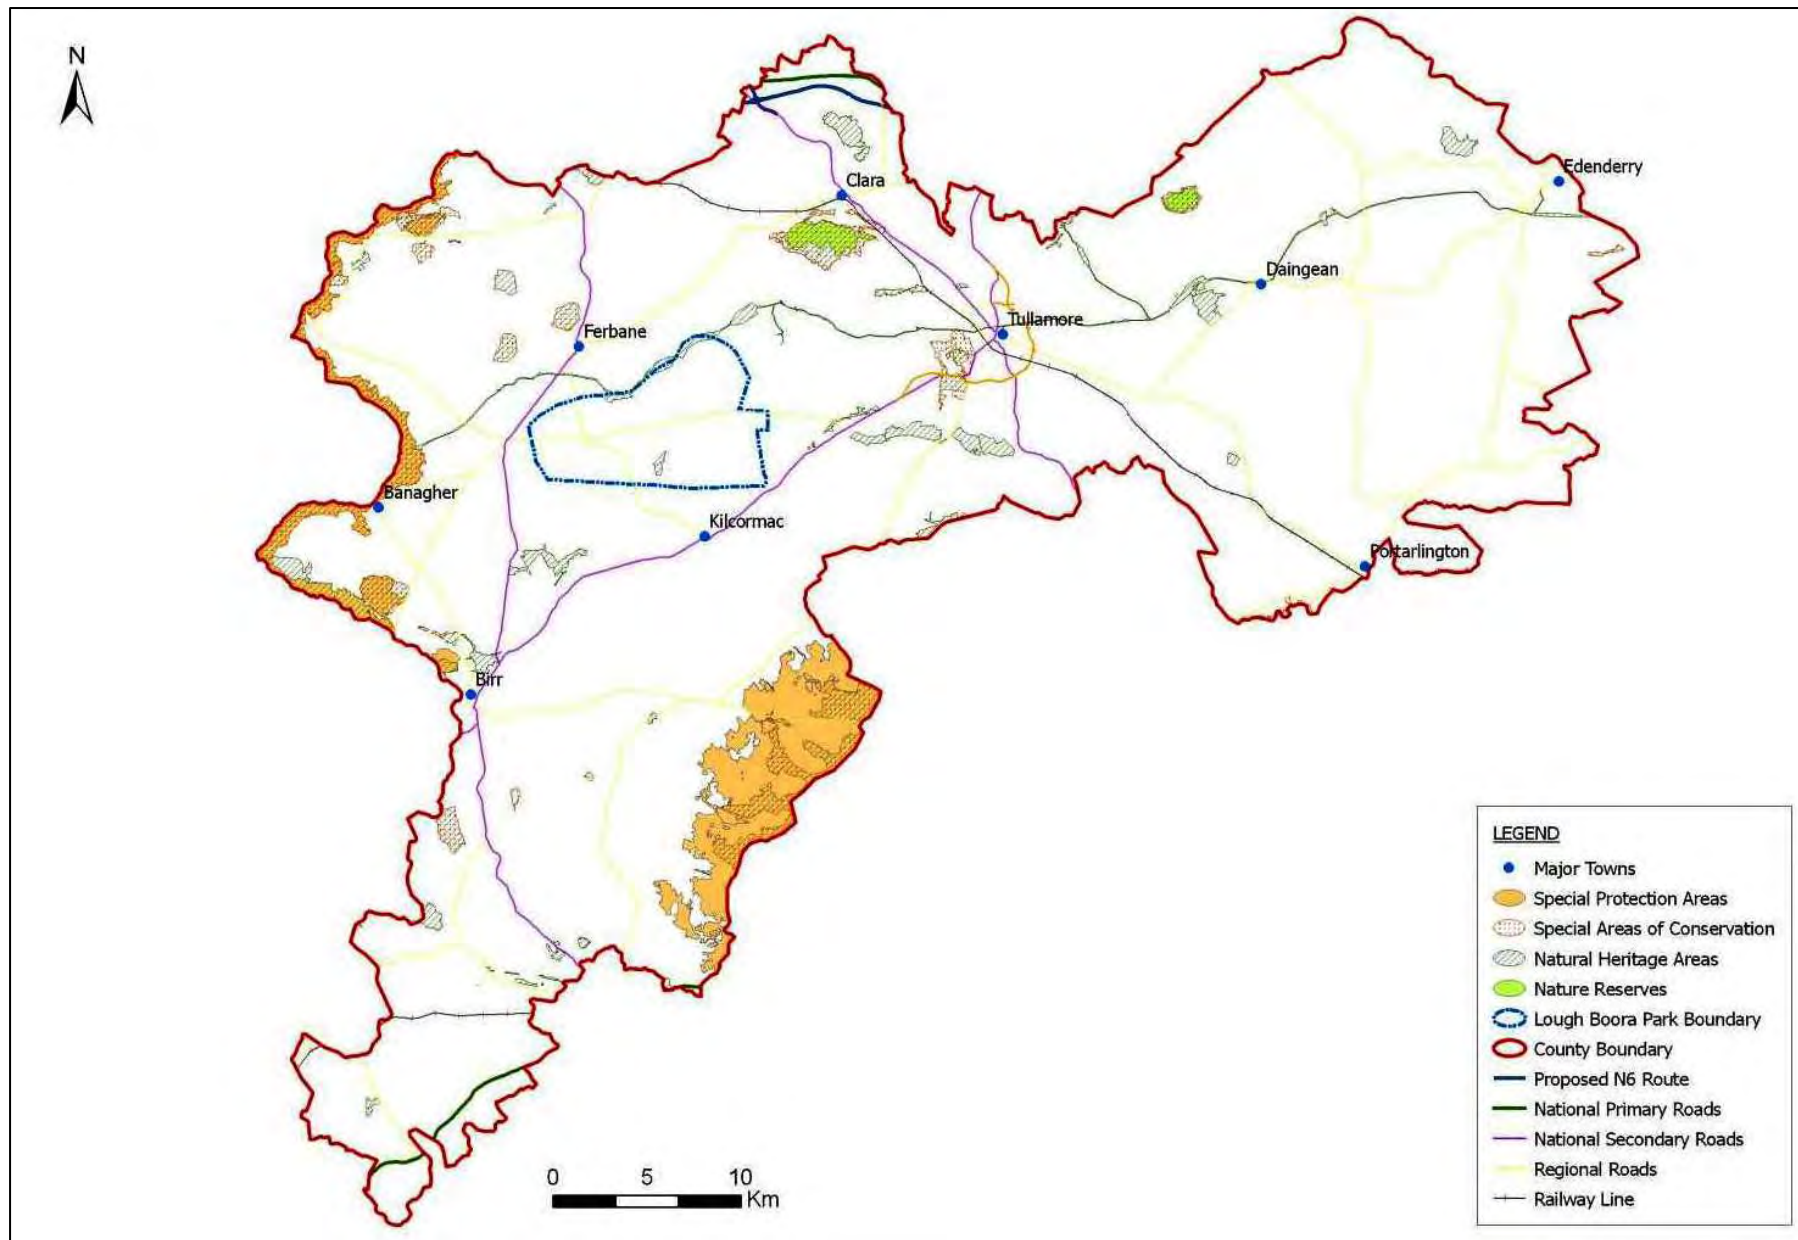 N
Edenderry
Clara
Daingean
Tullamore
Ferbane
Banagher
Kilcormac
Portarlington
Birr
LEGEND
Major Towns
Special Protection Areas
Special Areas of Conservation
Natural Heritage Areas
Nature Reserves
Lough Boora Park Boundary
County Boundary
Proposed N6 Route
National Primary Roads
National Secondary Roads
Regional Roads
Railway Line
0 5 10
Km